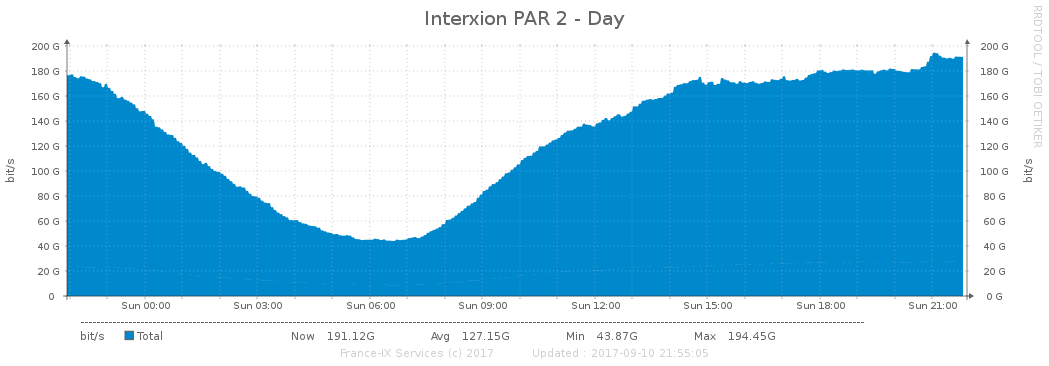 Interxion PAR 2 - Day
RRDTOOL / TOBI OETIKER
bit/s
bit/s
200 G 200 G
180 G 180 G
160 G 160 G
140 G 140 G
120 G 120 G
100 G 100 G
80 G 80 G
60 G 60 G
40 G 40 G
20 G 20 G
0 0 G
Sun 00:00 Sun 03:00 Sun 06:00 Sun 09:00 Sun 12:00 Sun 15:00 Sun 18:00 Sun 21:00
bit/s Total Now 191.12G Avg 127.15G Min 43.87G Max 194.45G
France-IX Services (c) 2017 Updated : 2017-09-10 21:55:05